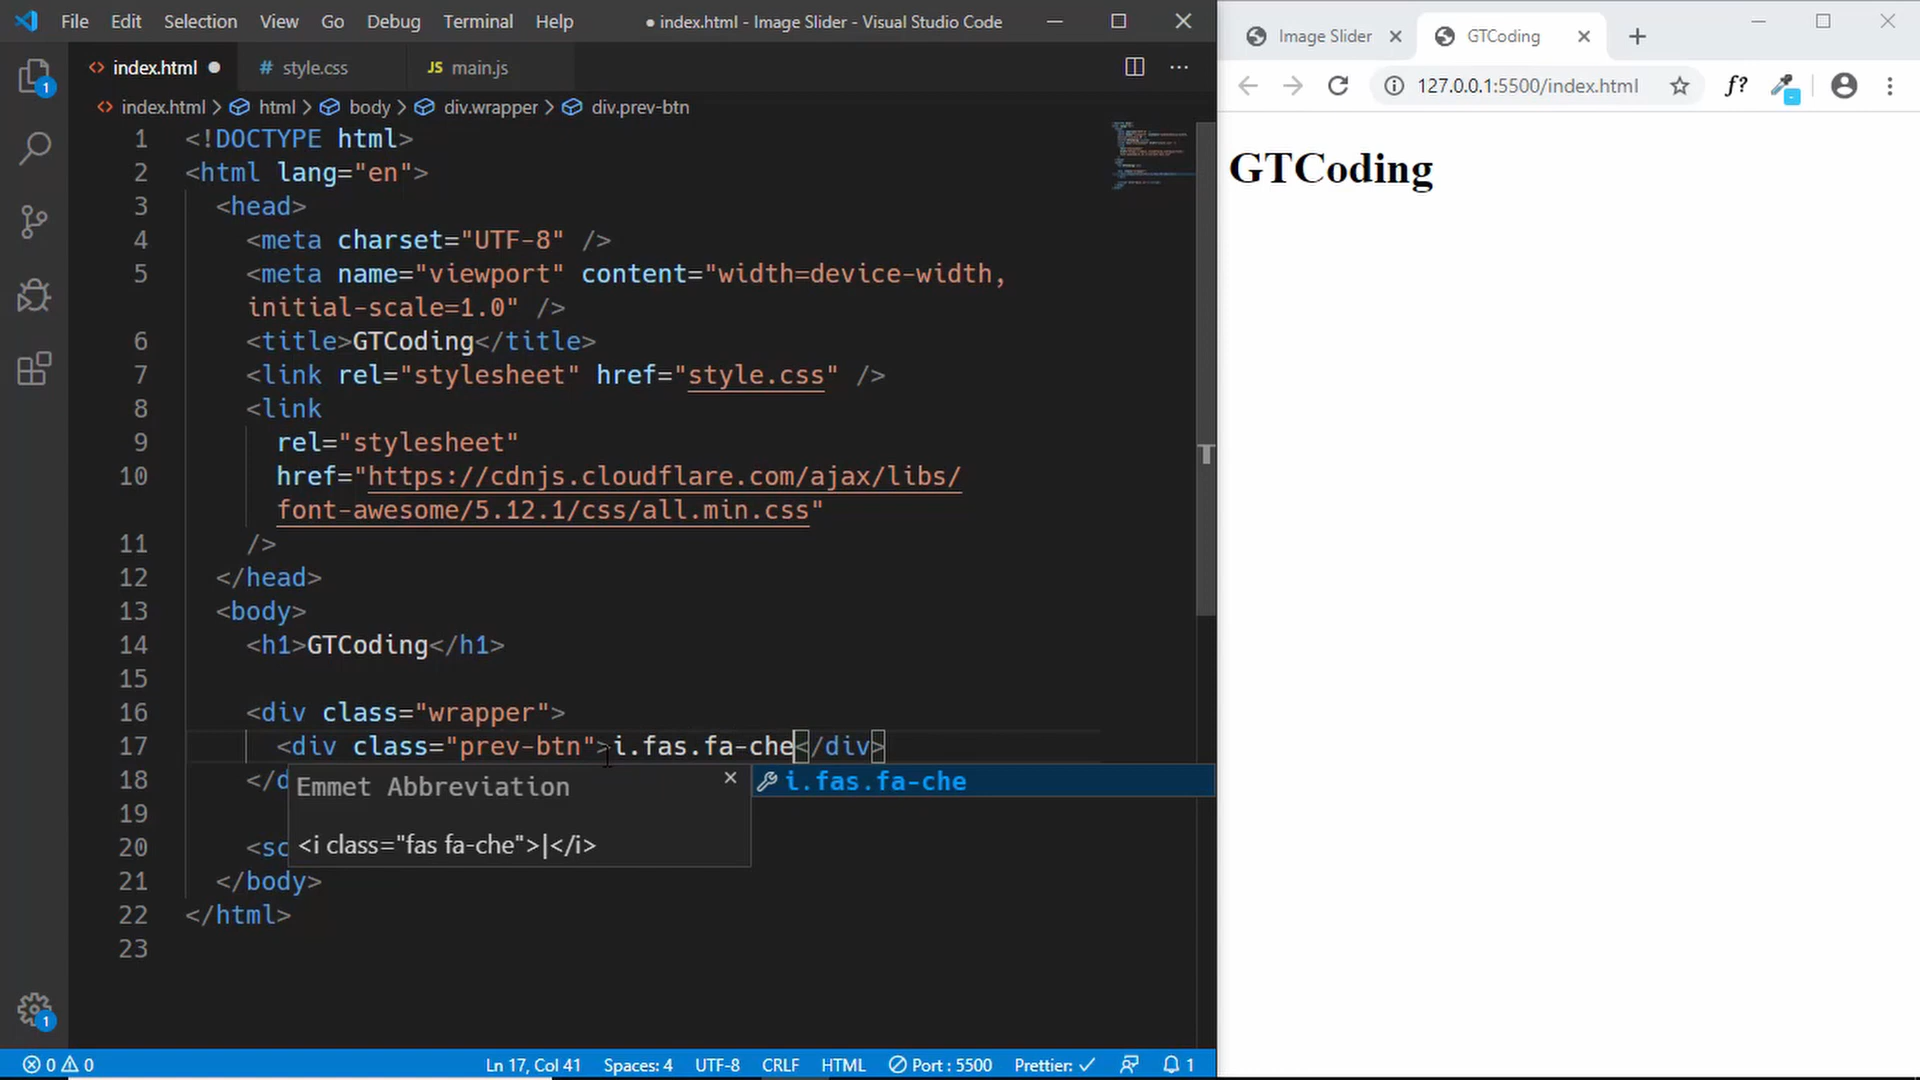 File Edit Selection View Go Debug Terminal Help ● index.html - Image Slider - Visual Studio Code
Image Slider GTCoding
<> index.html ● # style.css JS main.js
127.0.0.1:5500/index.html f?
<> index.html > html > body > div.wrapper > div.prev-btn
1 <!DOCTYPE html>
2 <html lang="en">
3 <head>
4 <meta charset="UTF-8" />
5 <meta name="viewport" content="width=device-width,
initial-scale=1.0" />
6 <title>GTCoding</title>
7 <link rel="stylesheet" href="style.css" />
8 <link
9 rel="stylesheet"
10 href="https://cdnjs.cloudflare.com/ajax/libs/
font-awesome/5.12.1/css/all.min.css"
11 />
12 </head>
13 <body>
14 <h1>GTCoding</h1>
15
16 <div class="wrapper">
17 <div class="prev-btn">i.fas.fa-che</div>
18 </d
Emmet Abbreviation
i.fas.fa-che
19
<i class="fas fa-che">|</i>
20 <sc
21 </body>
22 </html>
23
GTCoding
1
1
0 0 Ln 17, Col 41 Spaces: 4 UTF-8 CRLF HTML Port : 5500 Prettier: ✓ 1